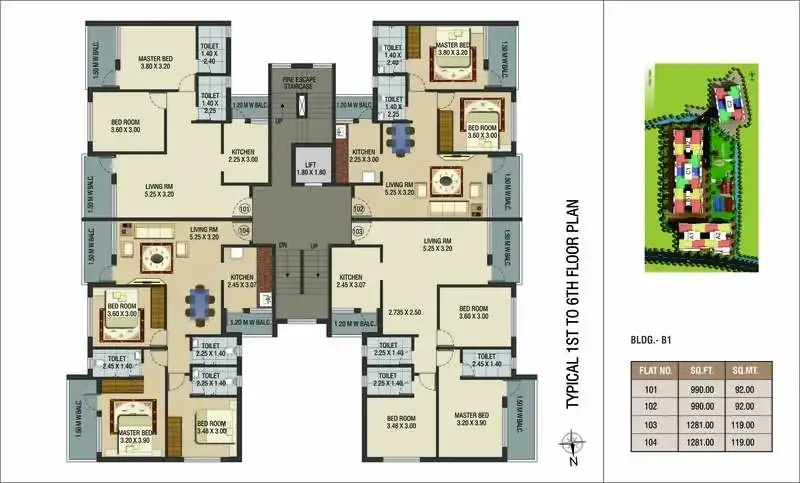 1.50 M W BALC.
MASTER BED
3.80 X 3.20
TOILET
1.40 X
2.40
TOILET
1.40 X
2.25
BED ROOM
3.60 X 3.00
1.20 M W BALC.
KITCHEN
2.25 X 3.00
1.50 M W BALC.
LIVING RM
5.25 X 3.20
101
FIRE ESCAPE
STAIRCASE
UP
LIFT
1.80 X 1.80
TOILET
1.40 X
2.40
MASTER BED
3.80 X 3.20
1.50 M W BALC.
TOILET
1.40 X
2.25
1.20 M W BALC.
BED ROOM
3.60 X 3.00
KITCHEN
2.25 X 3.00
LIVING RM
5.25 X 3.20
1.50 M W BALC.
102
104
LIVING RM
5.25 X 3.20
1.50 M W BALC.
KITCHEN
2.45 X 3.07
BED ROOM
3.60 X 3.00
1.20 M W BALC.
TOILET
2.25 X 1.40
TOILET
2.45 X 1.40
TOILET
2.25 X 1.40
1.50 M W BALC.
MASTER BED
3.20 X 3.90
BED ROOM
3.48 X 3.00
DN
UP
103
LIVING RM
5.25 X 3.20
1.50 M W BALC.
KITCHEN
2.45 X 3.07
2.735 X 2.50
BED ROOM
3.60 X 3.00
1.20 M W BALC.
TOILET
2.25 X 1.40
TOILET
2.45 X 1.40
TOILET
2.25 X 1.40
BED ROOM
3.48 X 3.00
MASTER BED
3.20 X 3.90
1.50 M W BALC.
TYPICAL 1ST TO 6TH FLOOR PLAN
N
BLDG.- B1
FLAT NO. SQ.FT. SQ.MT.
101 990.00 92.00
102 990.00 92.00
103 1281.00 119.00
104 1281.00 119.00